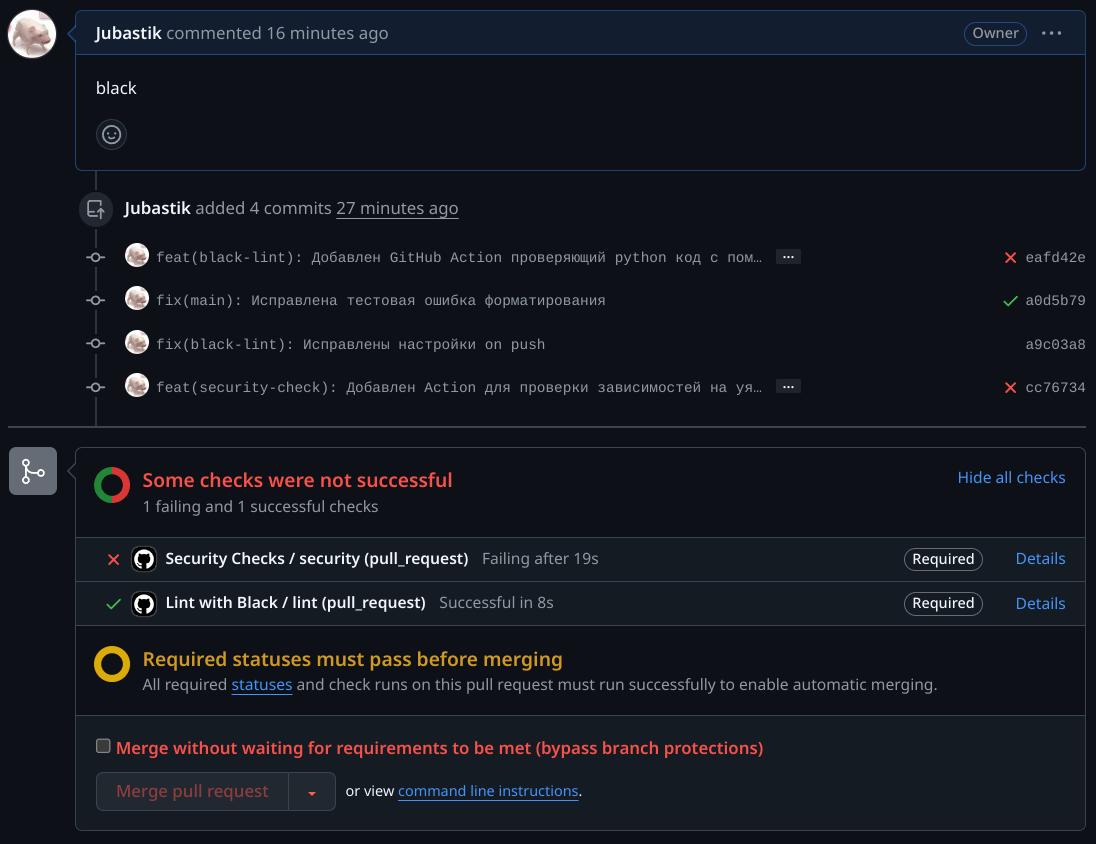 Jubastik commented 16 minutes ago Owner ...
black
Jubastik added 4 commits 27 minutes ago
feat(black-lint): Добавлен GitHub Action проверяющий python код с пом… ... eafd42e
fix(main): Исправлена тестовая ошибка форматирования a0d5b79
fix(black-lint): Исправлены настройки on push a9c03a8
feat(security-check): Добавлен Action для проверки зависимостей на уя… ... cc76734
Some checks were not successful Hide all checks
1 failing and 1 successful checks
Security Checks / security (pull_request) Failing after 19s Required Details
Lint with Black / lint (pull_request) Successful in 8s Required Details
Required statuses must pass before merging
All required statuses and check runs on this pull request must run successfully to enable automatic merging.
Merge without waiting for requirements to be met (bypass branch protections)
Merge pull request or view command line instructions.